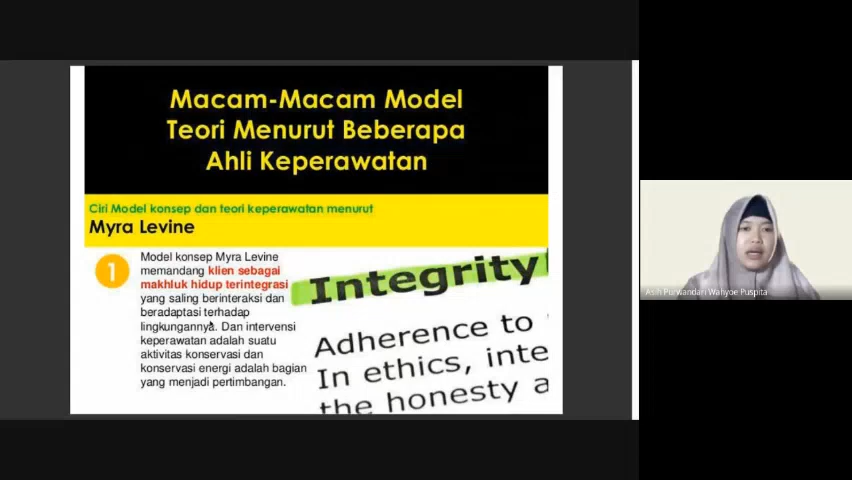 Macam-Macam Model
Teori Menurut Beberapa
Ahli Keperawatan
Ciri Model konsep dan teori keperawatan menurut
Myra Levine
1
Model konsep Myra Levine
memandang klien sebagai
makhluk hidup terintegrasi
yang saling berinteraksi dan
beradaptasi terhadap
lingkungannya. Dan intervensi
keperawatan adalah suatu
aktivitas konservasi dan
konservasi energi adalah bagian
yang menjadi pertimbangan.
Integrity
Adherence to
In ethics, inte
the honesty a
Asih Purwandari Wahyoe Puspita